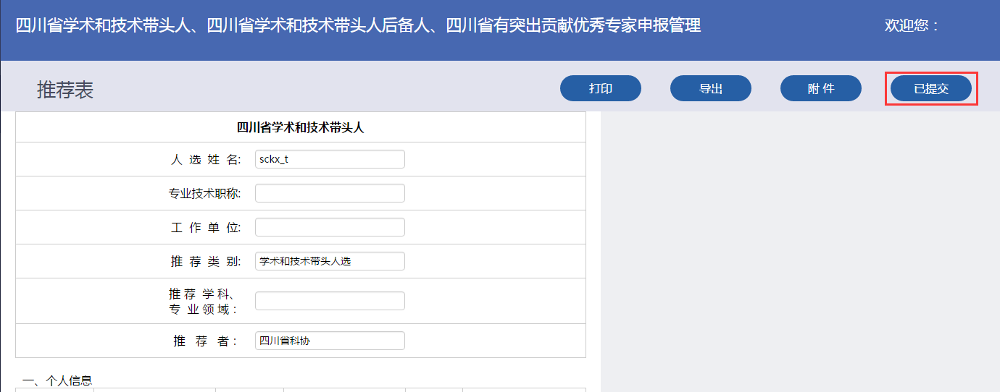 四川省学术和技术带头人、四川省学术和技术带头人后备人、四川省有突出贡献优秀专家申报管理 欢迎您：
推荐表 打印 导出 附 件 已提交
四川省学术和技术带头人
人 选 姓 名: sckx_t
专业技术职称:
工 作 单 位:
推 荐 类 别: 学术和技术带头人选
推 荐 学 科、
专 业 领 域：
推 荐 者： 四川省科协
一、个人信息